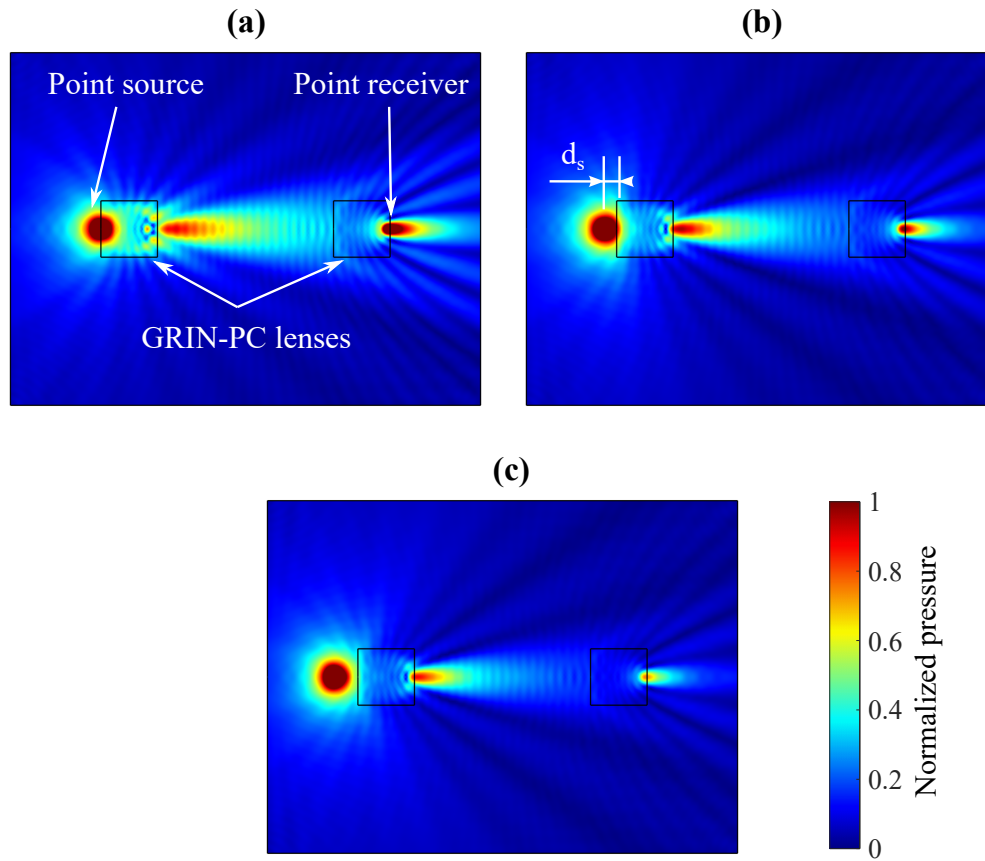 (a)
(b)
Point source
Point receiver
GRIN-PC lenses
dₛ
(c)
1
0.8
0.6
0.4
0.2
0
Normalized pressure